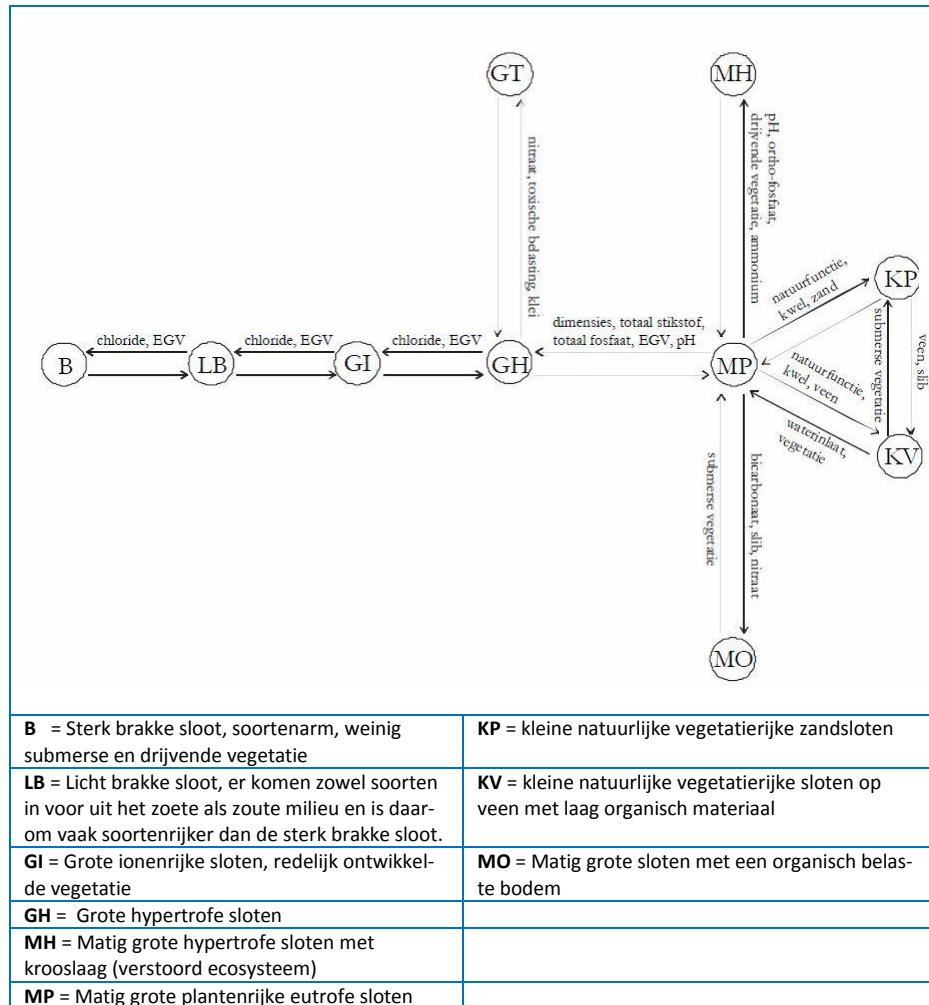 GT
MH
nitraat, toxische belasting, klei
pH, ortho-fosfaat,
drijvende vegetatie, ammonium
natuurfunctie,
kwel, zand
KP
submerse vegetatie
veen, slib
B
chloride, EGV
LB
chloride, EGV
GI
chloride, EGV
GH
dimensies, totaal stikstof,
totaal fosfaat, EGV, pH
MP
natuurfunctie,
kwel, veen
waterinlaat,
vegetatie
KV
submerse vegetatie
bicarbonaat, slib, nitraat
MO
B = Sterk brakke sloot, soortenarm, weinig
submerse en drijvende vegetatie
KP = kleine natuurlijke vegetatierijke zandsloten
LB = Licht brakke sloot, er komen zowel soorten
in voor uit het zoete als zoute milieu en is daar-
om vaak soortenrijker dan de sterk brakke sloot.
KV = kleine natuurlijke vegetatierijke sloten op
veen met laag organisch materiaal
GI = Grote ionenrijke sloten, redelijk ontwikkel-
de vegetatie
MO = Matig grote sloten met een organisch belas-
te bodem
GH = Grote hypertrofe sloten
MH = Matig grote hypertrofe sloten met
krooslaag (verstoord ecosysteem)
MP = Matig grote plantenrijke eutrofe sloten